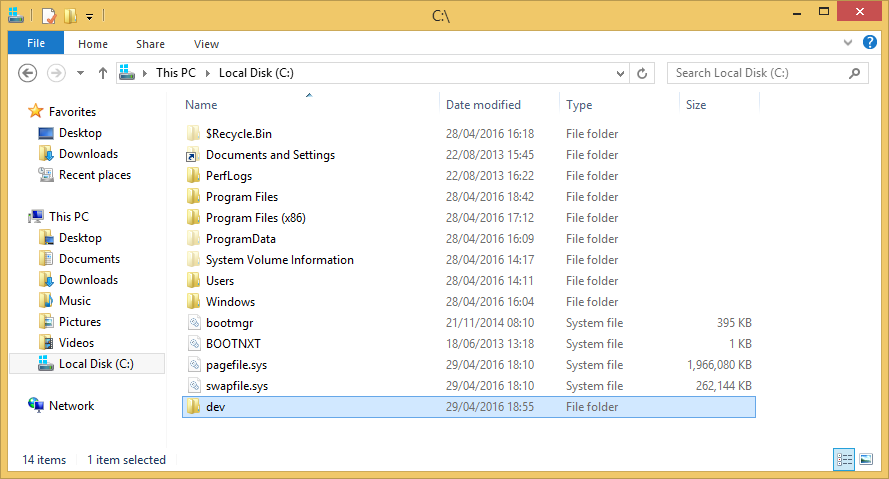 C:\
File Home Share View
This PC Local Disk (C:) Search Local Disk (C:)
Name Date modified Type Size
Favorites
Desktop
Downloads
Recent places
This PC
Desktop
Documents
Downloads
Music
Pictures
Videos
Local Disk (C:)
Network
$Recycle.Bin 28/04/2016 16:18 File folder
Documents and Settings 22/08/2013 15:45 File folder
PerfLogs 22/08/2013 16:22 File folder
Program Files 28/04/2016 18:42 File folder
Program Files (x86) 28/04/2016 17:12 File folder
ProgramData 28/04/2016 16:09 File folder
System Volume Information 28/04/2016 14:17 File folder
Users 28/04/2016 14:11 File folder
Windows 28/04/2016 16:04 File folder
bootmgr 21/11/2014 08:10 System file 395 KB
BOOTNXT 18/06/2013 13:18 System file 1 KB
pagefile.sys 29/04/2016 18:10 System file 1,966,080 KB
swapfile.sys 29/04/2016 18:10 System file 262,144 KB
dev 29/04/2016 18:55 File folder
14 items 1 item selected